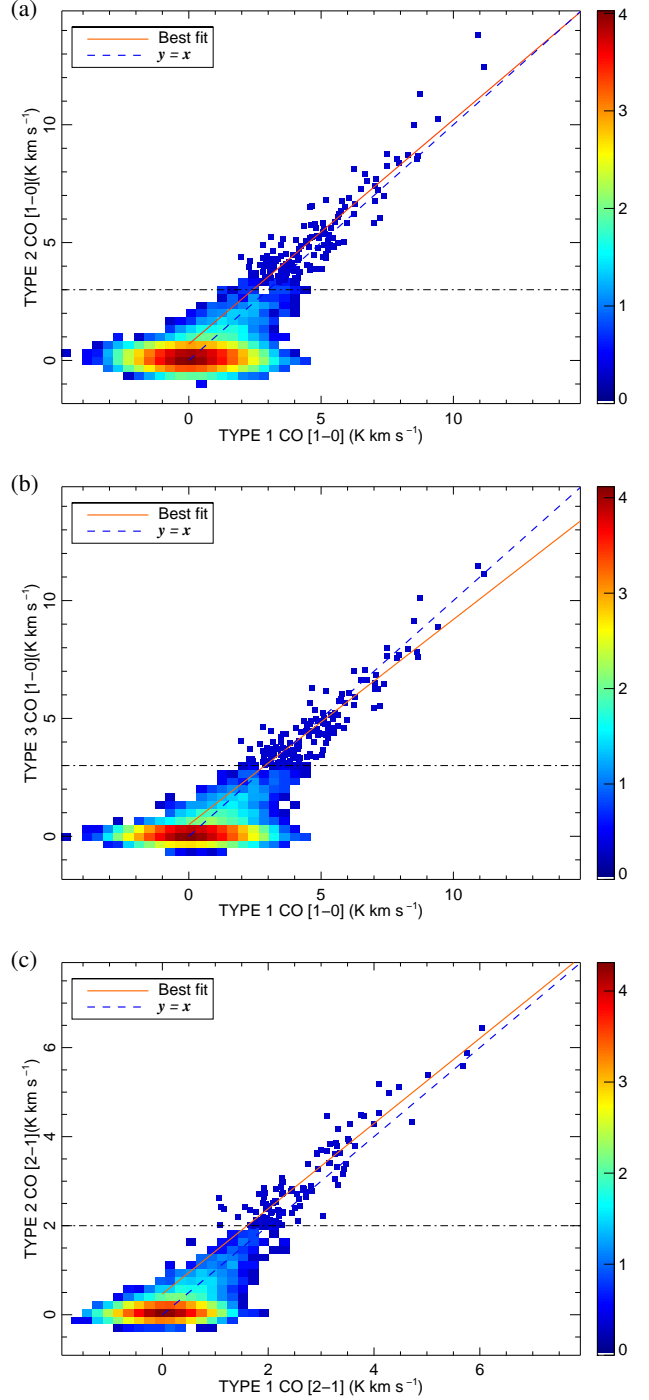 (a)
Best fit
y = x
TYPE 2 CO [1−0](K km s⁻¹)
10
5
0
0
5
10
TYPE 1 CO [1−0] (K km s⁻¹)
4
3
2
1
0
(b)
Best fit
y = x
TYPE 3 CO [1−0](K km s⁻¹)
10
5
0
0
5
10
TYPE 1 CO [1−0] (K km s⁻¹)
4
3
2
1
0
(c)
Best fit
y = x
TYPE 2 CO [2−1](K km s⁻¹)
6
4
2
0
0
2
4
6
TYPE 1 CO [2−1] (K km s⁻¹)
4
3
2
1
0